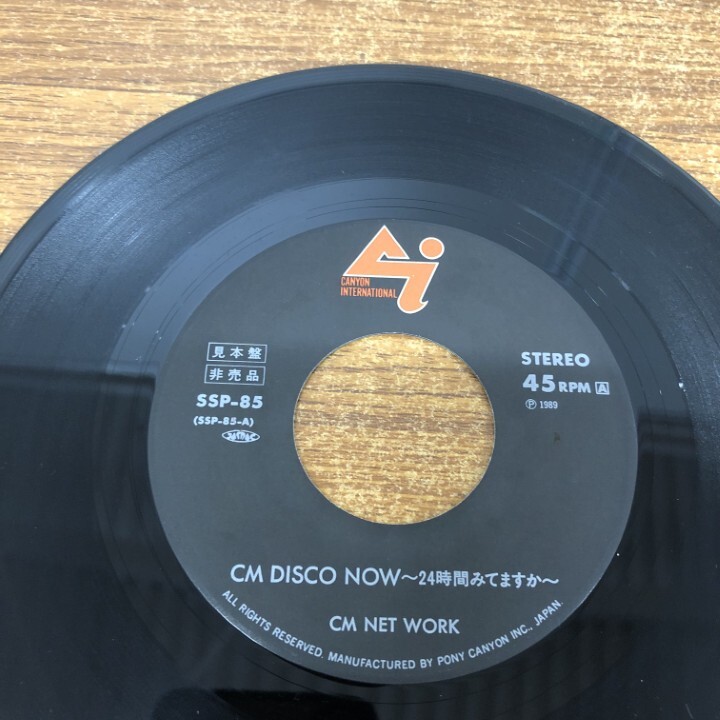 CANYON
INTERNATIONAL
見本盤
非売品
SSP-85
(SSP-85-A)
STEREO
45 RPM A
Ⓟ 1989
CM DISCO NOW～24時間みてますか～
CM NET WORK
ALL RIGHTS RESERVED. MANUFACTURED BY PONY CANYON INC., JAPAN.